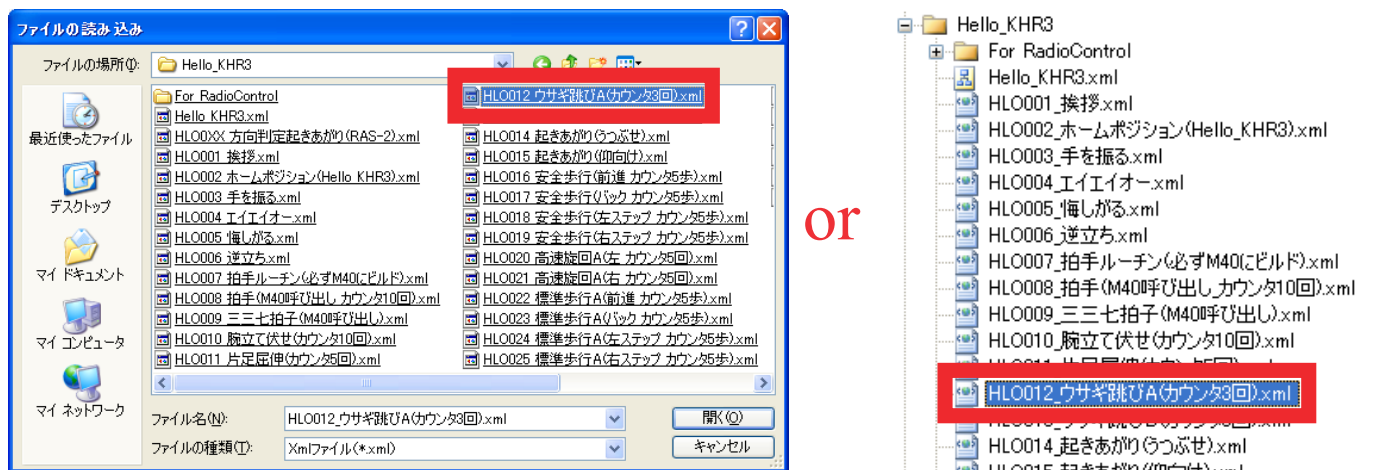 ファイルの読み込み
ファイルの場所(I):
Hello_KHR3
最近使ったファイル
デスクトップ
マイ ドキュメント
マイ コンピュータ
マイ ネットワーク
For RadioControl
Hello_KHR3.xml
HLO0XX_方向判定起きあがり(RAS-2).xml
HLO001_挨拶.xml
HLO002_ホームポジション(Hello_KHR3).xml
HLO003_手を振る.xml
HLO004_エイエイオー.xml
HLO005_悔しがる.xml
HLO006_逆立ち.xml
HLO007_拍手ルーチン(必ずM40にビルド).xml
HLO008_拍手(M40呼び出し_カウンタ10回).xml
HLO009_三三七拍子(M40呼び出し).xml
HLO010_腕立て伏せ(カウンタ10回).xml
HLO011_片足屈伸(カウンタ5回).xml
HLO012_ウサギ跳びA(カウンタ3回).xml
HLO014_起きあがり(うつぶせ).xml
HLO015_起きあがり(仰向け).xml
HLO016_安全歩行(前進_カウンタ5歩).xml
HLO017_安全歩行(バック_カウンタ5歩).xml
HLO018_安全歩行(左ステップ_カウンタ5歩).xml
HLO019_安全歩行(右ステップ_カウンタ5歩).xml
HLO020_高速旋回A(左_カウンタ5回).xml
HLO021_高速旋回A(右_カウンタ5回).xml
HLO022_標準歩行A(前進_カウンタ5歩).xml
HLO023_標準歩行A(バック_カウンタ5歩).xml
HLO024_標準歩行A(左ステップ_カウンタ5歩).xml
HLO025_標準歩行A(右ステップ_カウンタ5歩).xml
ファイル名(N):
HLO012_ウサギ跳びA(カウンタ3回).xml
開く(O)
ファイルの種類(T):
Xmlファイル(*.xml)
キャンセル
or
Hello_KHR3
For RadioControl
Hello_KHR3.xml
HLO001_挨拶.xml
HLO002_ホームポジション(Hello_KHR3).xml
HLO003_手を振る.xml
HLO004_エイエイオー.xml
HLO005_悔しがる.xml
HLO006_逆立ち.xml
HLO007_拍手ルーチン(必ずM40にビルド).xml
HLO008_拍手(M40呼び出し_カウンタ10回).xml
HLO009_三三七拍子(M40呼び出し).xml
HLO010_腕立て伏せ(カウンタ10回).xml
HLO012_ウサギ跳びA(カウンタ3回).xml
HLO014_起きあがり(うつぶせ).xml